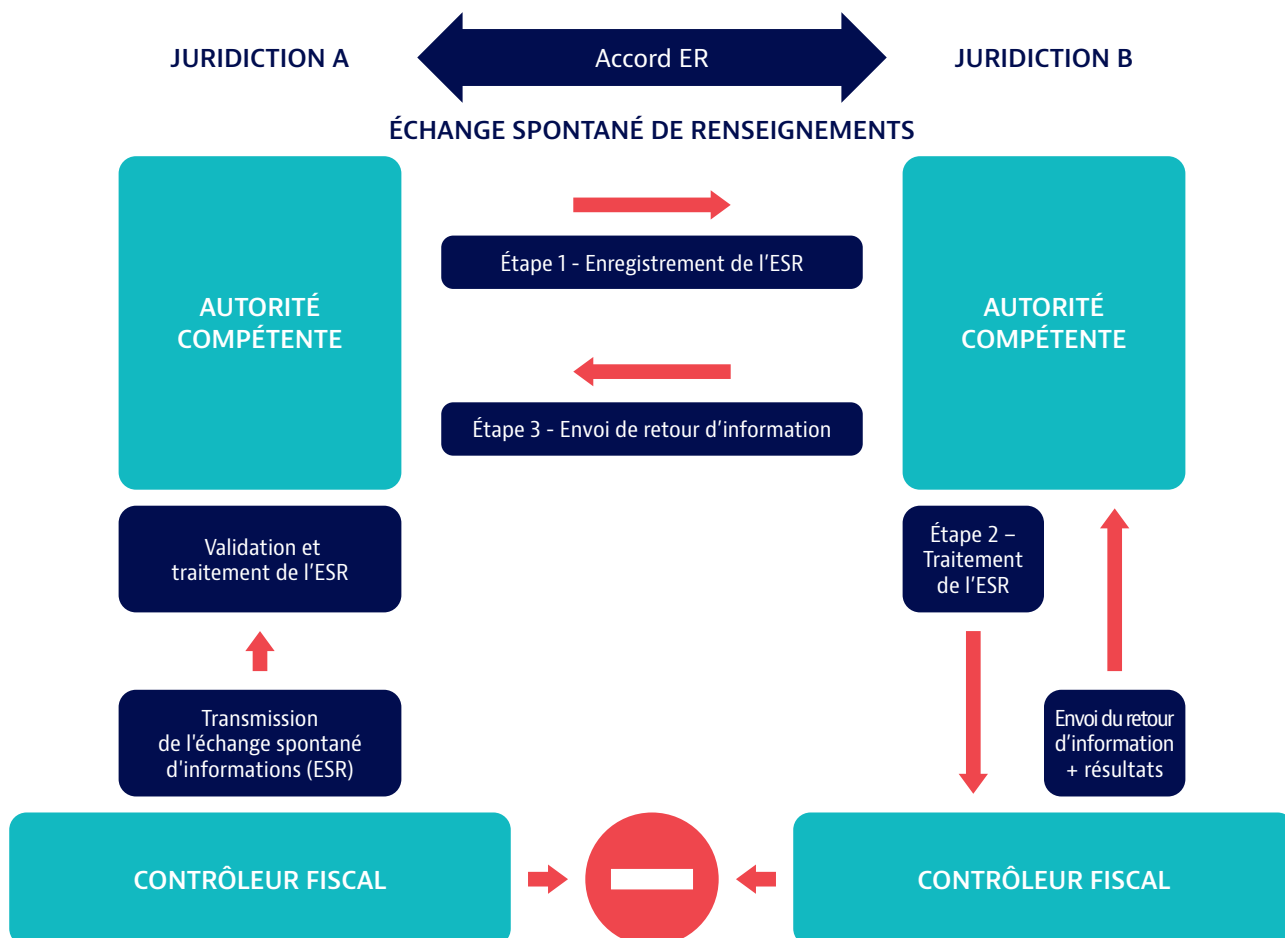 JURIDICTION A
Accord ER
JURIDICTION B
ÉCHANGE SPONTANÉ DE RENSEIGNEMENTS
AUTORITÉ
COMPÉTENTE
Étape 1 - Enregistrement de l'ESR
Étape 3 - Envoi de retour d'information
AUTORITÉ
COMPÉTENTE
Validation et
traitement de l'ESR
Étape 2 –
Traitement
de l'ESR
Transmission
de l'échange spontané
d'informations (ESR)
Envoi du retour
d'information
+ résultats
CONTRÔLEUR FISCAL
CONTRÔLEUR FISCAL